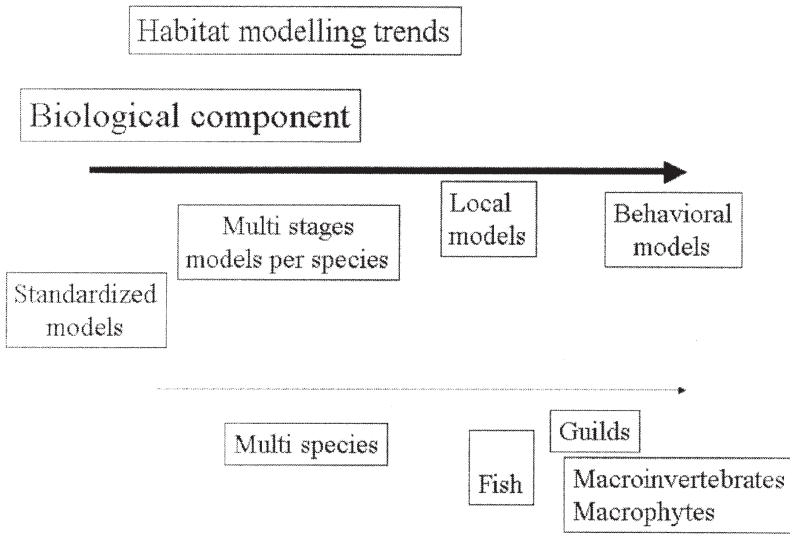 Habitat modelling trends
Biological component
Multi stages
models per species
Local
models
Behavioral
models
Standardized
models
Multi species
Fish
Guilds
Macroinvertebrates
Macrophytes